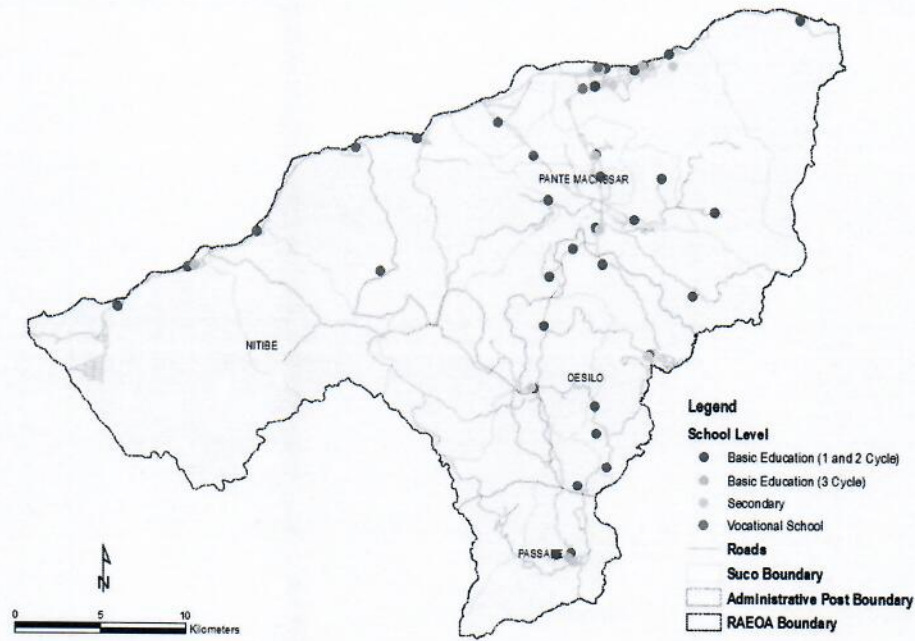 PANTE MACASSAR
NITIBE
OESILO
PASSABE
Legend
School Level
Basic Education (1 and 2 Cycle)
Basic Education (3 Cycle)
Secondary
Vocational School
Roads
Suco Boundary
Administrative Post Boundary
RAEOA Boundary
N
0 5 10
Kilometers